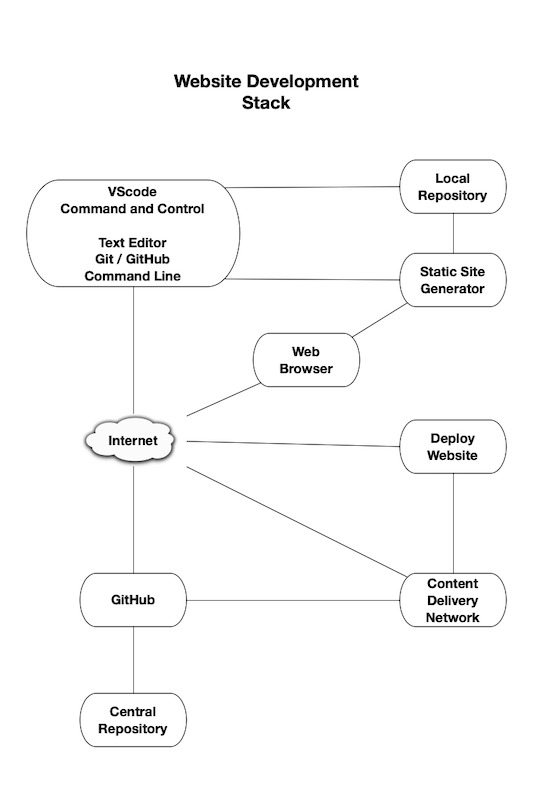 Website Development
Stack
VScode
Command and Control
Text Editor
Git / GitHub
Command Line
Local
Repository
Static Site
Generator
Web
Browser
Internet
Deploy
Website
GitHub
Content
Delivery
Network
Central
Repository